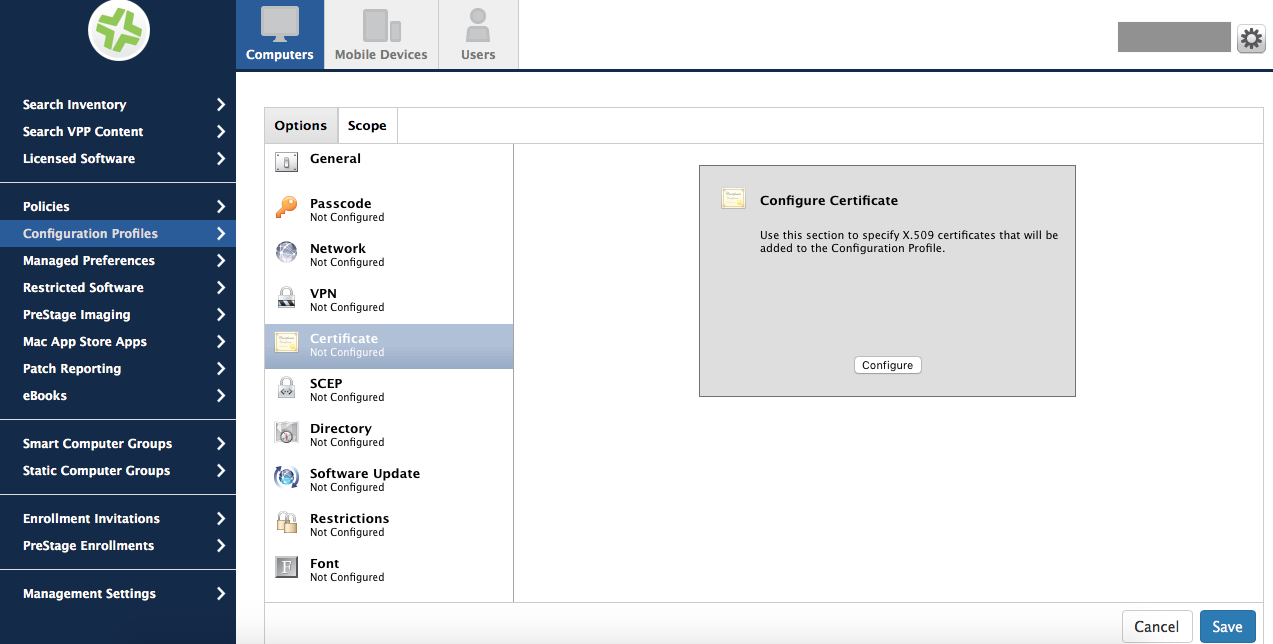 Computers
Mobile Devices
Users
Search Inventory
Search VPP Content
Licensed Software
Policies
Configuration Profiles
Managed Preferences
Restricted Software
PreStage Imaging
Mac App Store Apps
Patch Reporting
eBooks
Smart Computer Groups
Static Computer Groups
Enrollment Invitations
PreStage Enrollments
Management Settings
Options
Scope
General
Passcode
Not Configured
Network
Not Configured
VPN
Not Configured
Certificate
Not Configured
SCEP
Not Configured
Directory
Not Configured
Software Update
Not Configured
Restrictions
Not Configured
F
Font
Not Configured
Configure Certificate
Use this section to specify X.509 certificates that will be
added to the Configuration Profile.
Configure
Cancel
Save